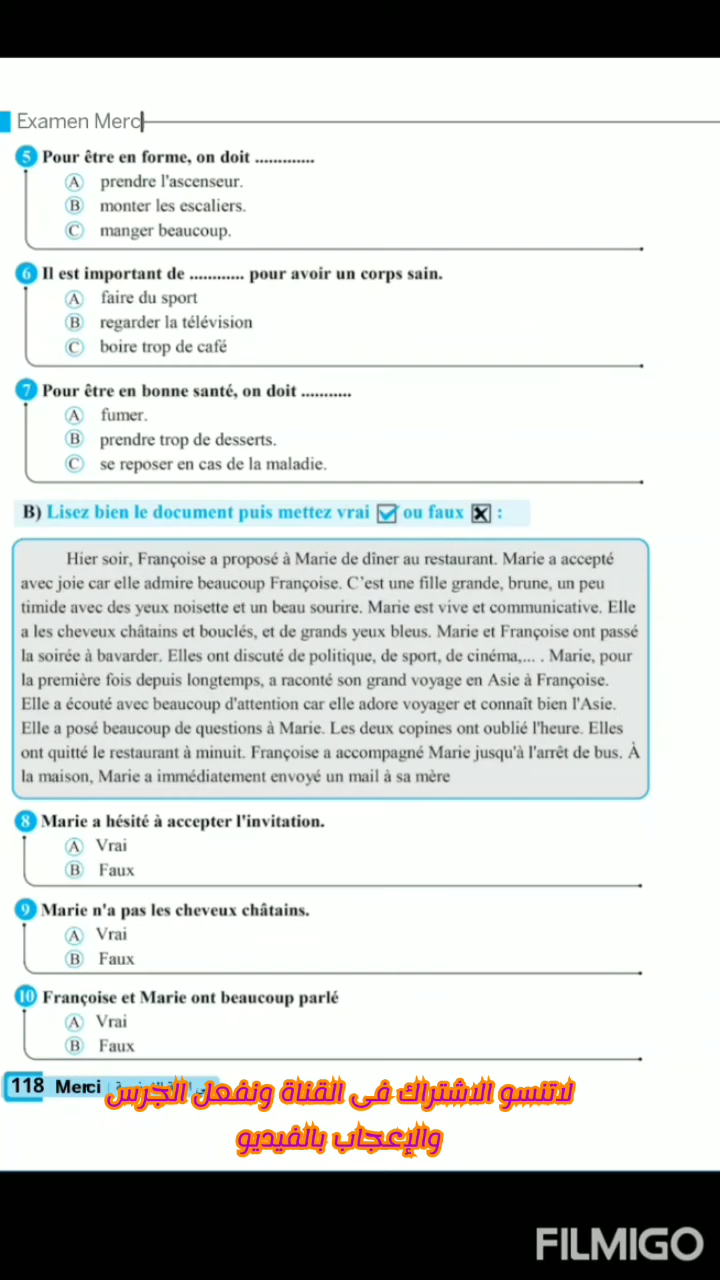 Examen Merc
5 Pour être en forme, on doit .............
A prendre l'ascenseur.
B monter les escaliers.
C manger beaucoup.
6 Il est important de ............ pour avoir un corps sain.
A faire du sport
B regarder la télévision
C boire trop de café
7 Pour être en bonne santé, on doit ...........
A fumer.
B prendre trop de desserts.
C se reposer en cas de la maladie.
B) Lisez bien le document puis mettez vrai ou faux :
Hier soir, Françoise a proposé à Marie de dîner au restaurant. Marie a accepté
avec joie car elle admire beaucoup Françoise. C'est une fille grande, brune, un peu
timide avec des yeux noisette et un beau sourire. Marie est vive et communicative. Elle
a les cheveux châtains et bouclés, et de grands yeux bleus. Marie et Françoise ont passé
la soirée à bavarder. Elles ont discuté de politique, de sport, de cinéma,... . Marie, pour
la première fois depuis longtemps, a raconté son grand voyage en Asie à Françoise.
Elle a écouté avec beaucoup d'attention car elle adore voyager et connaît bien l'Asie.
Elle a posé beaucoup de questions à Marie. Les deux copines ont oublié l'heure. Elles
ont quitté le restaurant à minuit. Françoise a accompagné Marie jusqu'à l'arrêt de bus. À
la maison, Marie a immédiatement envoyé un mail à sa mère
8 Marie a hésité à accepter l'invitation.
A Vrai
B Faux
9 Marie n'a pas les cheveux châtains.
A Vrai
B Faux
10 Françoise et Marie ont beaucoup parlé
A Vrai
B Faux
118 Merci
لاتنسو الاشتراك فى القناة ونفعل الجرس
والإعجاب بالفيديو
FILMIGO